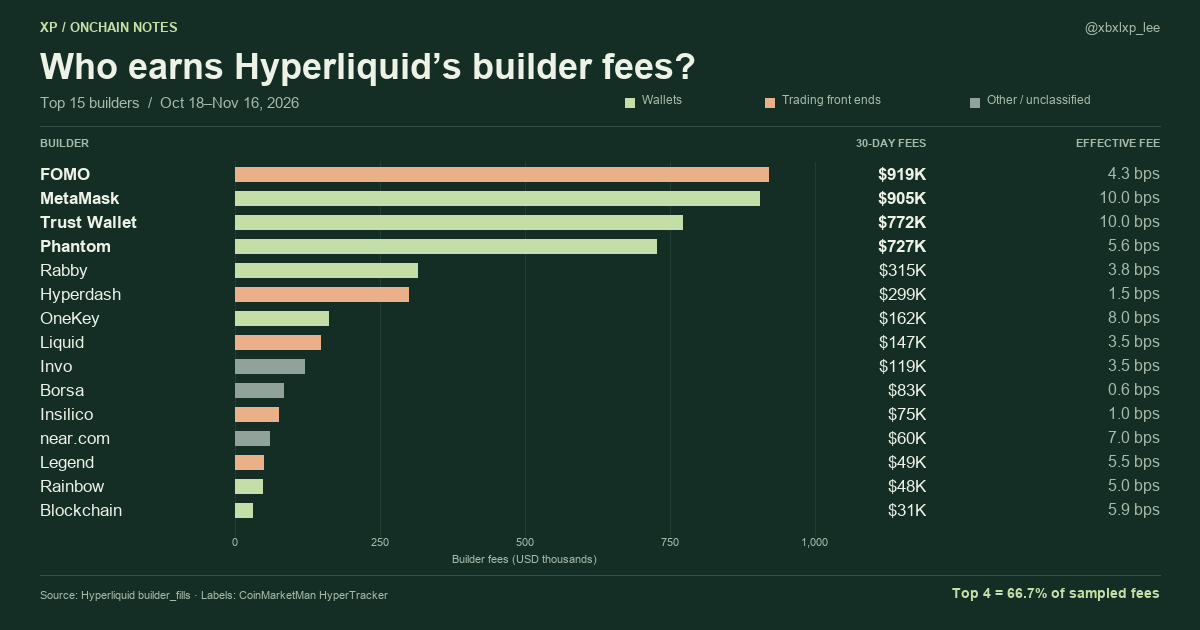 XP / ONCHAIN NOTES
@xbxlxp_lee
Who earns Hyperliquid’s builder fees?
Top 15 builders / Oct 18–Nov 16, 2026
Wallets
Trading front ends
Other / unclassified
BUILDER 30-DAY FEES EFFECTIVE FEE
FOMO $919K 4.3 bps
MetaMask $905K 10.0 bps
Trust Wallet $772K 10.0 bps
Phantom $727K 5.6 bps
Rabby $315K 3.8 bps
Hyperdash $299K 1.5 bps
OneKey $162K 8.0 bps
Liquid $147K 3.5 bps
Invo $119K 3.5 bps
Borsa $83K 0.6 bps
Insilico $75K 1.0 bps
near.com $60K 7.0 bps
Legend $49K 5.5 bps
Rainbow $48K 5.0 bps
Blockchain $31K 5.9 bps
0 250 500 750 1,000
Builder fees (USD thousands)
Source: Hyperliquid builder_fills · Labels: CoinMarketMan HyperTracker
Top 4 = 66.7% of sampled fees